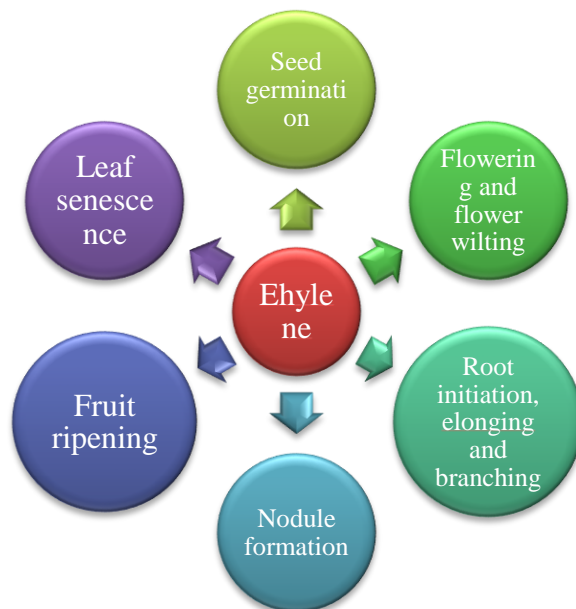 Seed
germinati
on
Flowerin
g and
flower
wilting
Root
initiation,
elonging
and
branching
Nodule
formation
Fruit
ripening
Leaf
senesce
nce
Ehyle
ne